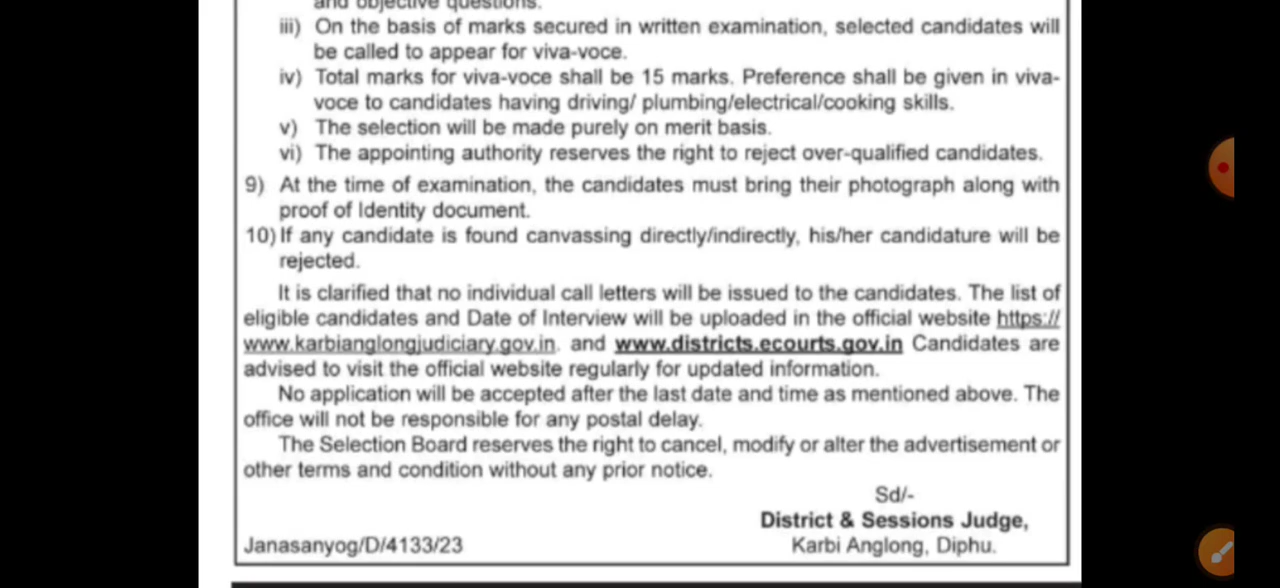 and objective questions.
iii) On the basis of marks secured in written examination, selected candidates will
be called to appear for viva-voce.
iv) Total marks for viva-voce shall be 15 marks. Preference shall be given in viva-
voce to candidates having driving/ plumbing/electrical/cooking skills.
v) The selection will be made purely on merit basis.
vi) The appointing authority reserves the right to reject over-qualified candidates.
9) At the time of examination, the candidates must bring their photograph along with
proof of Identity document.
10) If any candidate is found canvassing directly/indirectly, his/her candidature will be
rejected.
It is clarified that no individual call letters will be issued to the candidates. The list of
eligible candidates and Date of Interview will be uploaded in the official website https://
www.karbianglongjudiciary.gov.in. and www.districts.ecourts.gov.in Candidates are
advised to visit the official website regularly for updated information.
No application will be accepted after the last date and time as mentioned above. The
office will not be responsible for any postal delay.
The Selection Board reserves the right to cancel, modify or alter the advertisement or
other terms and condition without any prior notice.
Sd/-
District & Sessions Judge,
Janasanyog/D/4133/23 Karbi Anglong, Diphu.